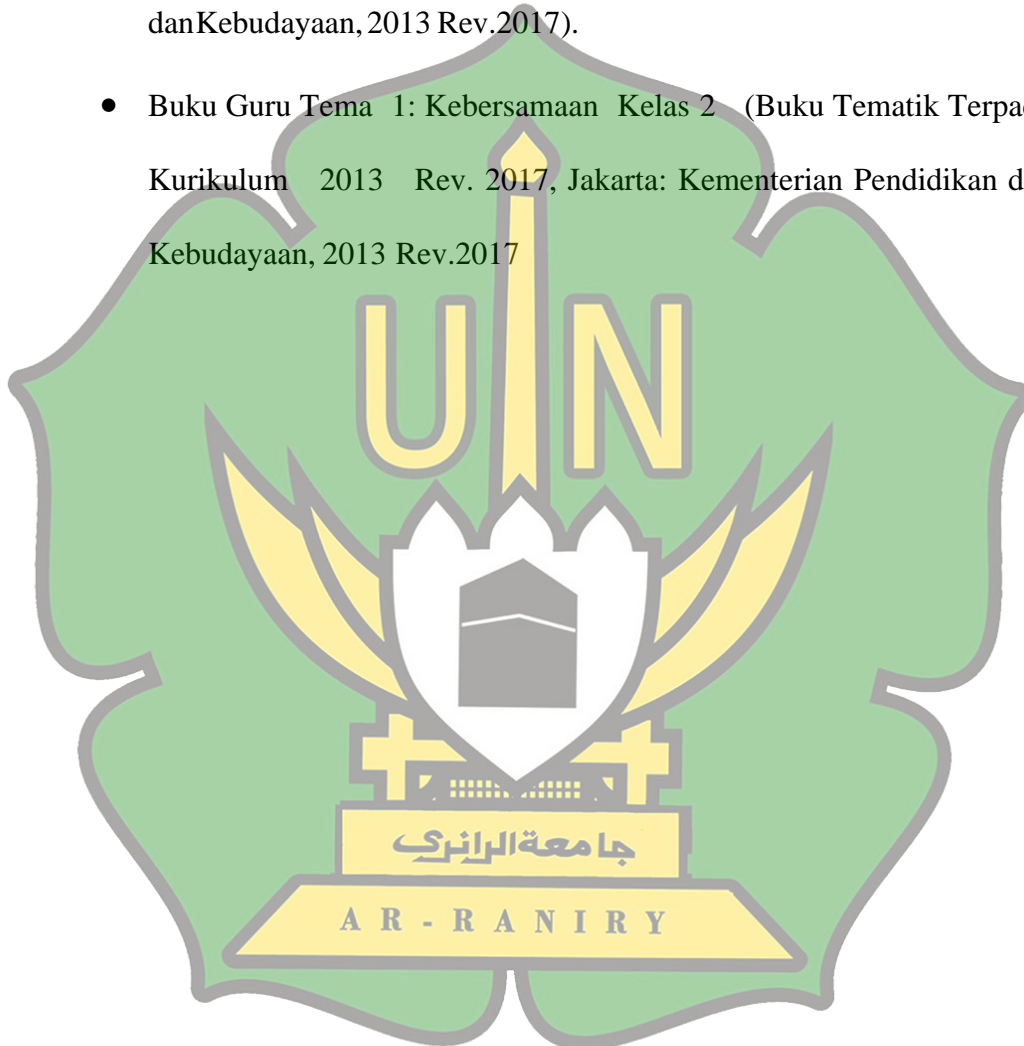 danKebudayaan, 2013 Rev.2017).
• Buku Guru Tema 1: Kebersamaan Kelas 2 (Buku Tematik Terpa
Kurikulum 2013 Rev. 2017, Jakarta: Kementerian Pendidikan d
Kebudayaan, 2013 Rev.2017
UIN
جامعة الرانري
AR-RANIRY